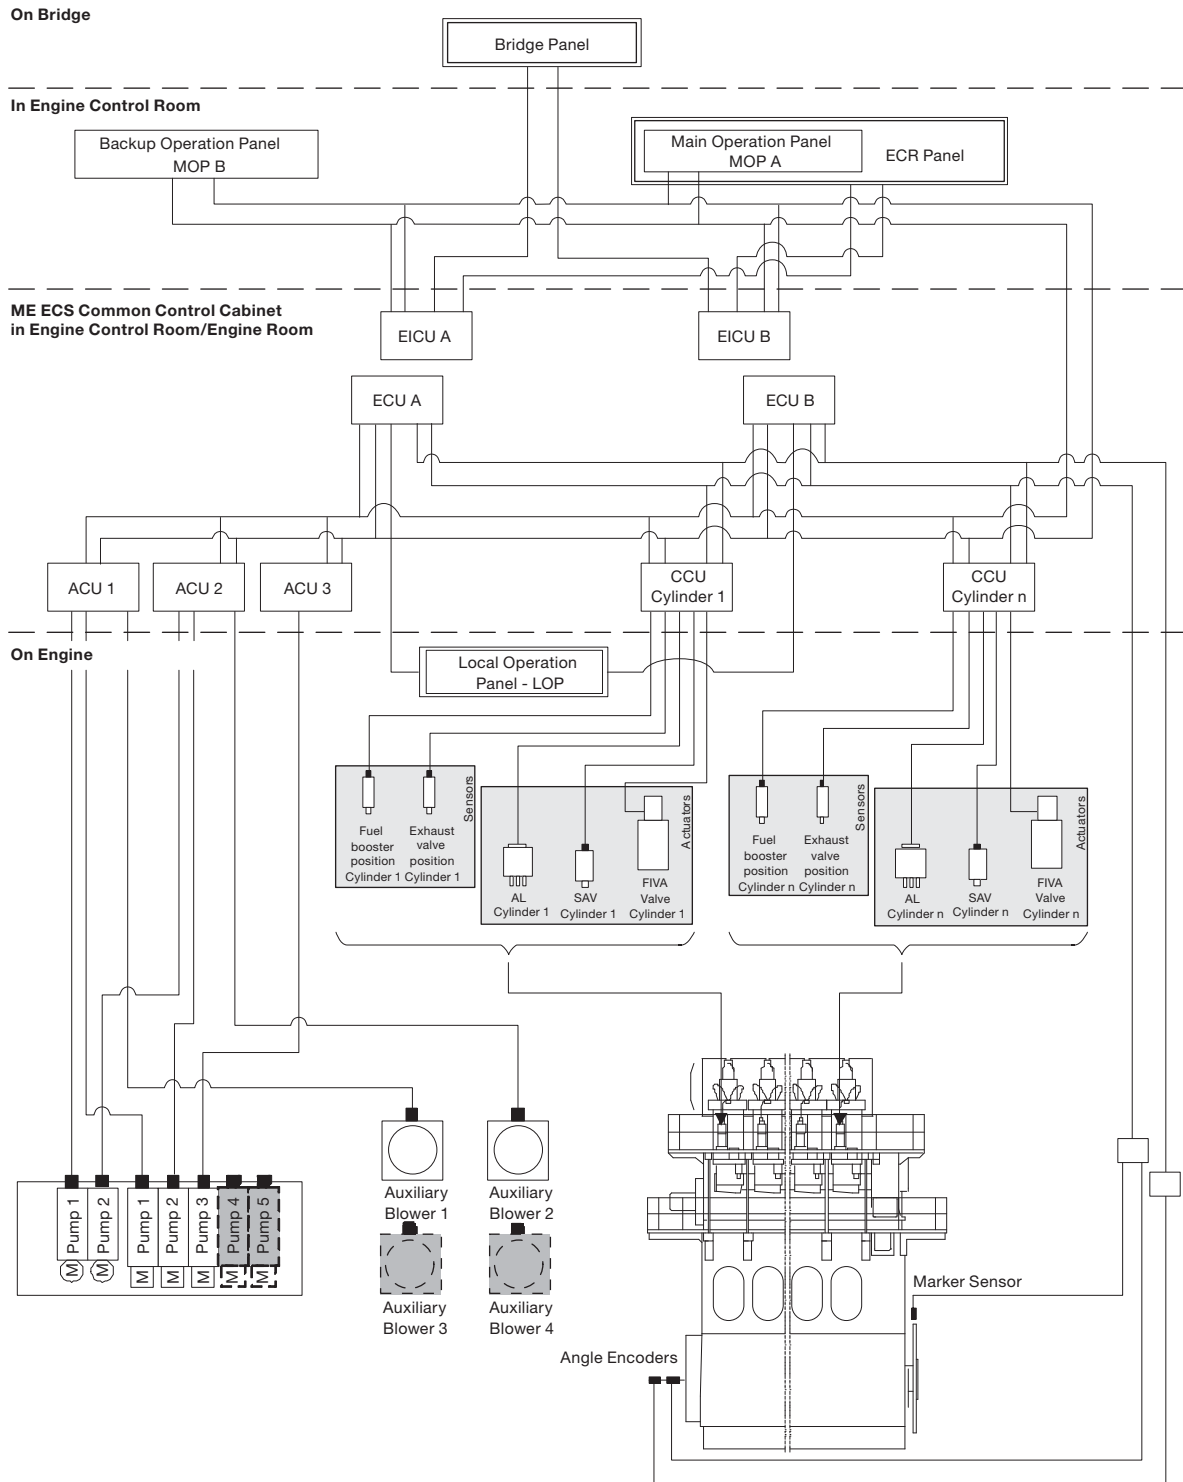 On Bridge
Bridge Panel
In Engine Control Room
Backup Operation Panel
MOP B
Main Operation Panel
MOP A
ECR Panel
ME ECS Common Control Cabinet
in Engine Control Room/Engine Room
EICU A
EICU B
ECU A
ECU B
ACU 1
ACU 2
ACU 3
CCU
Cylinder 1
CCU
Cylinder n
On Engine
Local Operation
Panel - LOP
Sensors
Fuel
booster
position
Cylinder 1
Exhaust
valve
position
Cylinder 1
Actuators
AL
Cylinder 1
SAV
Cylinder 1
FIVA
Valve
Cylinder 1
Sensors
Fuel
booster
position
Cylinder n
Exhaust
valve
position
Cylinder n
Actuators
AL
Cylinder n
SAV
Cylinder n
FIVA
Valve
Cylinder n
Pump 1
M
Pump 2
M
Pump 1
M
Pump 2
M
Pump 3
M
Pump 4
M
Pump 5
M
Auxiliary
Blower 1
Auxiliary
Blower 2
Auxiliary
Blower 3
Auxiliary
Blower 4
Marker Sensor
Angle Encoders